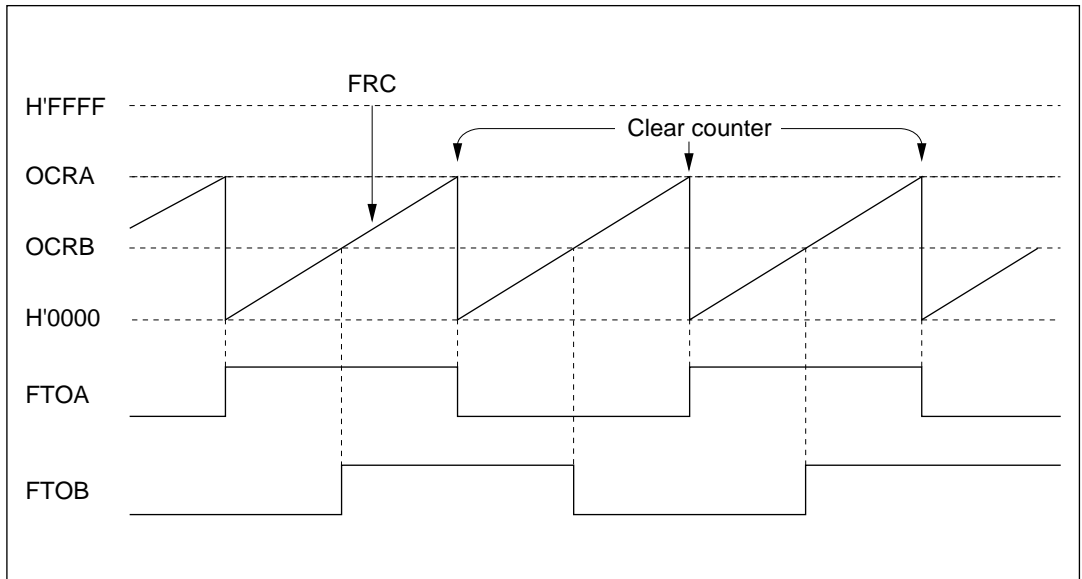 FRC
H'FFFF
Clear counter
OCRA
OCRB
H'0000
FTOA
FTOB